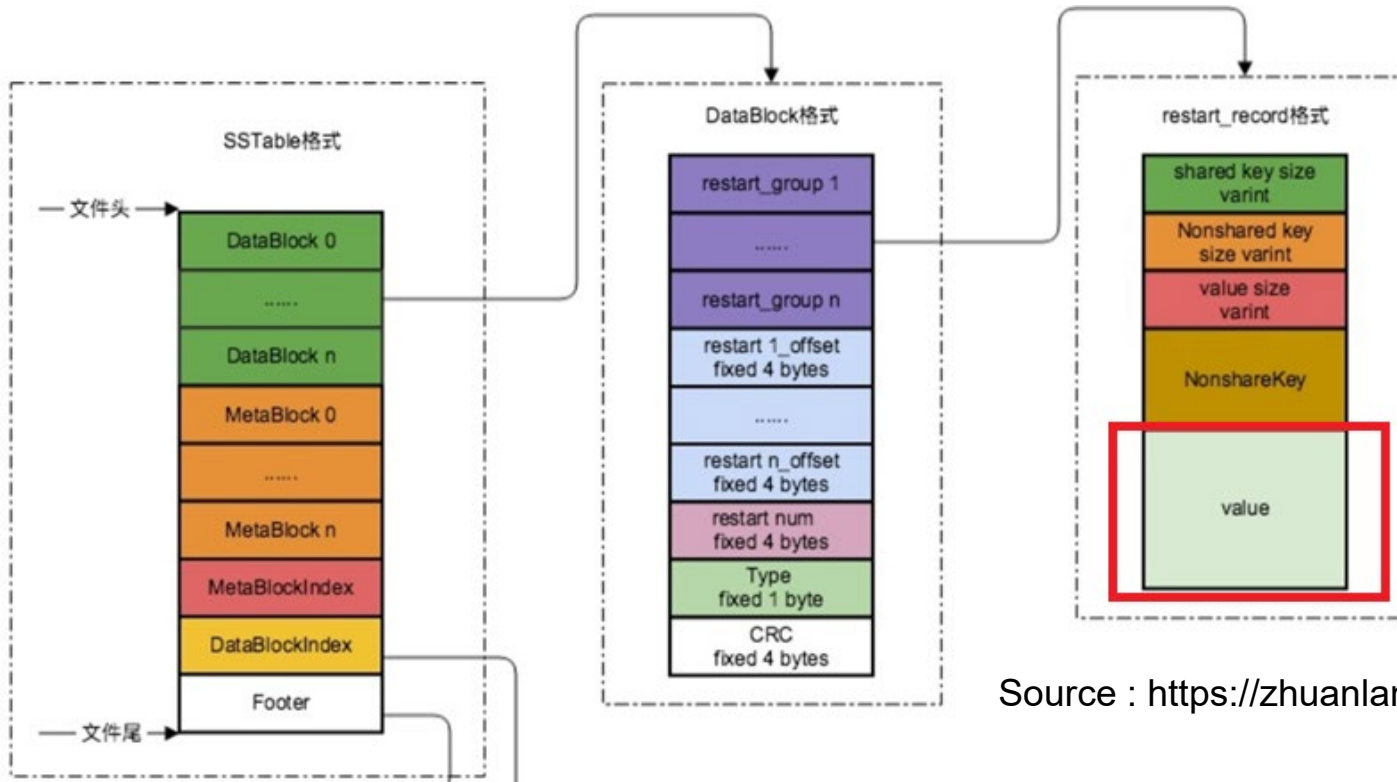 SSTable格式
文件头
DataBlock 0
......
DataBlock n
MetaBlock 0
......
MetaBlock n
MetaBlockIndex
DataBlockIndex
Footer
文件尾
DataBlock格式
restart_group 1
......
restart_group n
restart 1_offset
fixed 4 bytes
......
restart n_offset
fixed 4 bytes
restart num
fixed 4 bytes
Type
fixed 1 byte
CRC
fixed 4 bytes
restart_record格式
shared key size
varint
Nonshared key
size varint
value size
varint
NonshareKey
value
Source : https://zhuanlan